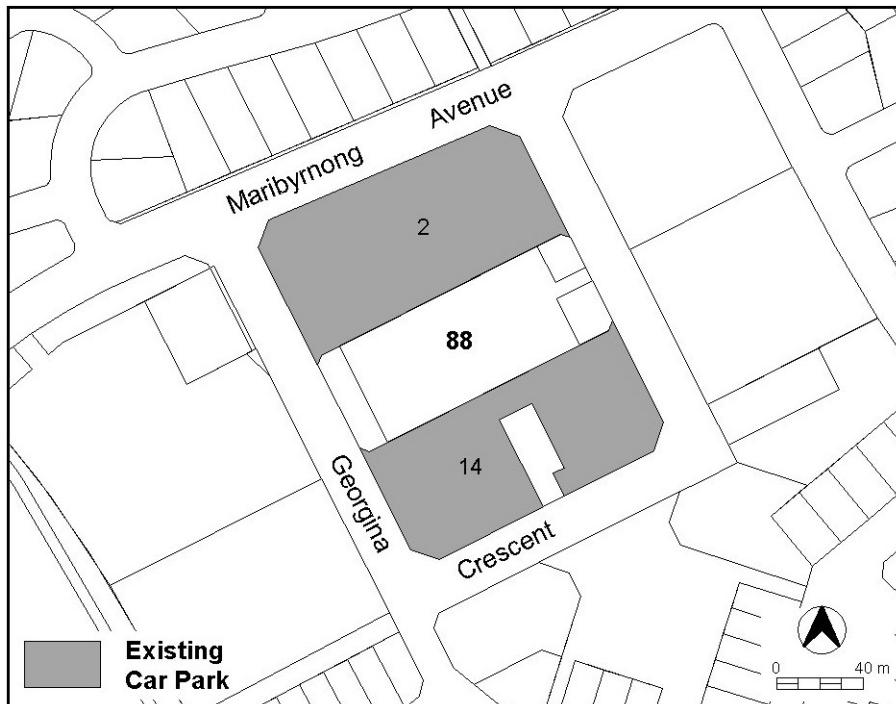 Maribyrnong
Avenue
2
88
14
Georgina
Crescent
Existing
Car Park
0 40 m